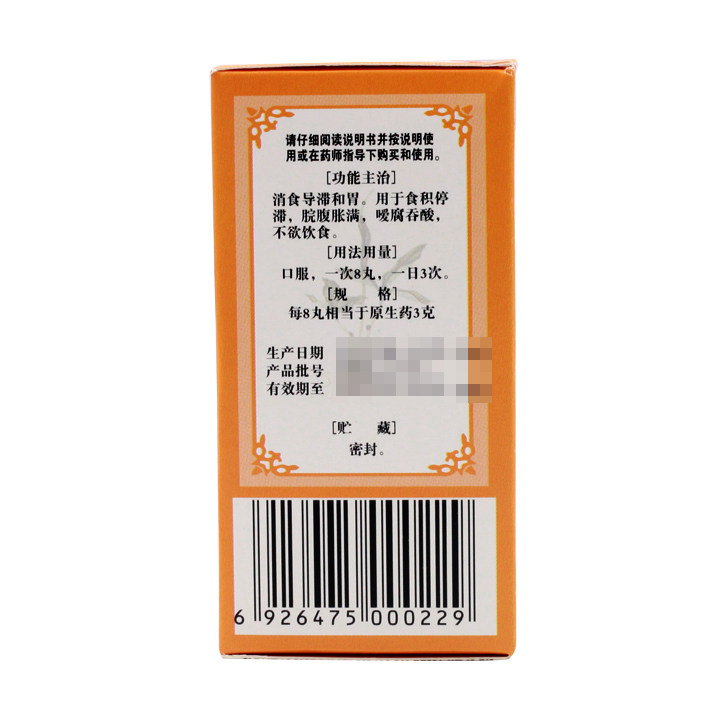 请仔细阅读说明书并按说明使
用或在药师指导下购买和使用。
[功能主治]
消食导滞和胃。用于食积停
滞，脘腹胀满，嗳腐吞酸，
不欲饮食。
[用法用量]
口服，一次8丸，一日3次。
[规 格]
每8丸相当于原生药3克
生产日期
产品批号
有效期至
[贮 藏]
密封。
6 926475 000229